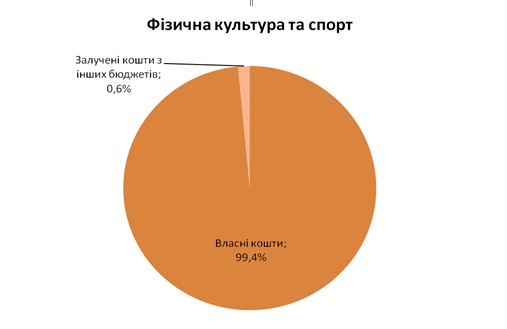 Фізична культура та спорт
Залучені кошти з
інших бюджетів;
0,6%
Власні кошти;
99,4%